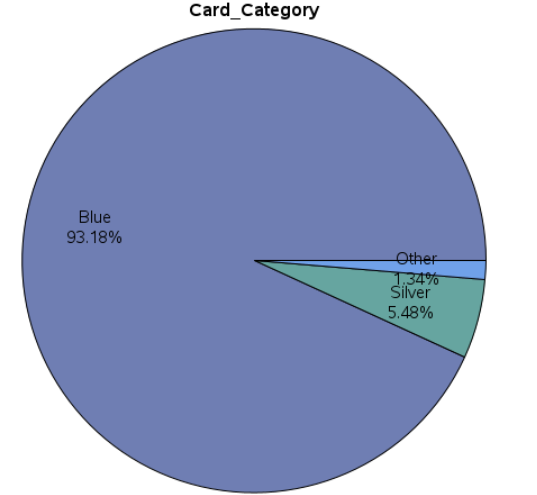 Card_Category
Blue
93.18%
Other
1.34%
Silver
5.48%